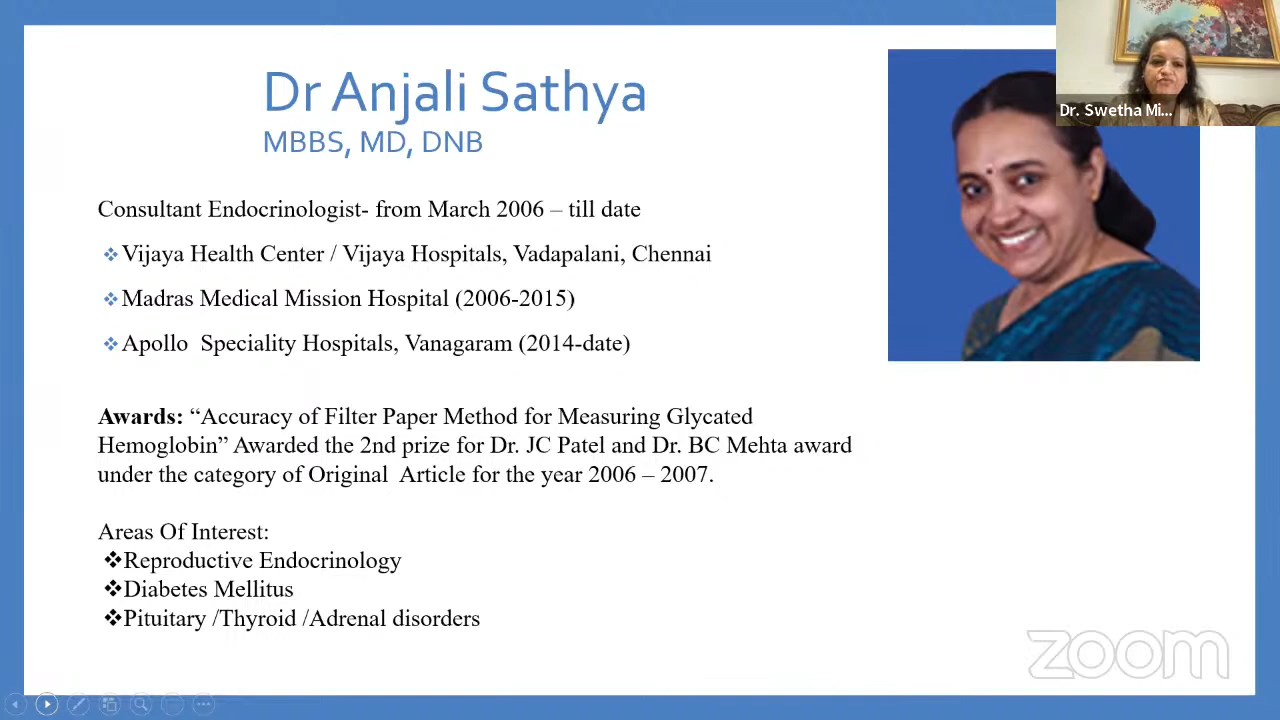 Dr Anjali Sathya
MBBS, MD, DNB
Dr. Swetha Mi...
Consultant Endocrinologist- from March 2006 – till date
❖Vijaya Health Center / Vijaya Hospitals, Vadapalani, Chennai
❖Madras Medical Mission Hospital (2006-2015)
❖Apollo  Speciality Hospitals, Vanagaram (2014-date)
Awards: “Accuracy of Filter Paper Method for Measuring Glycated
Hemoglobin” Awarded the 2nd prize for Dr. JC Patel and Dr. BC Mehta award
under the category of Original  Article for the year 2006 – 2007.
Areas Of Interest:
❖Reproductive Endocrinology
❖Diabetes Mellitus
❖Pituitary /Thyroid /Adrenal disorders
zoom